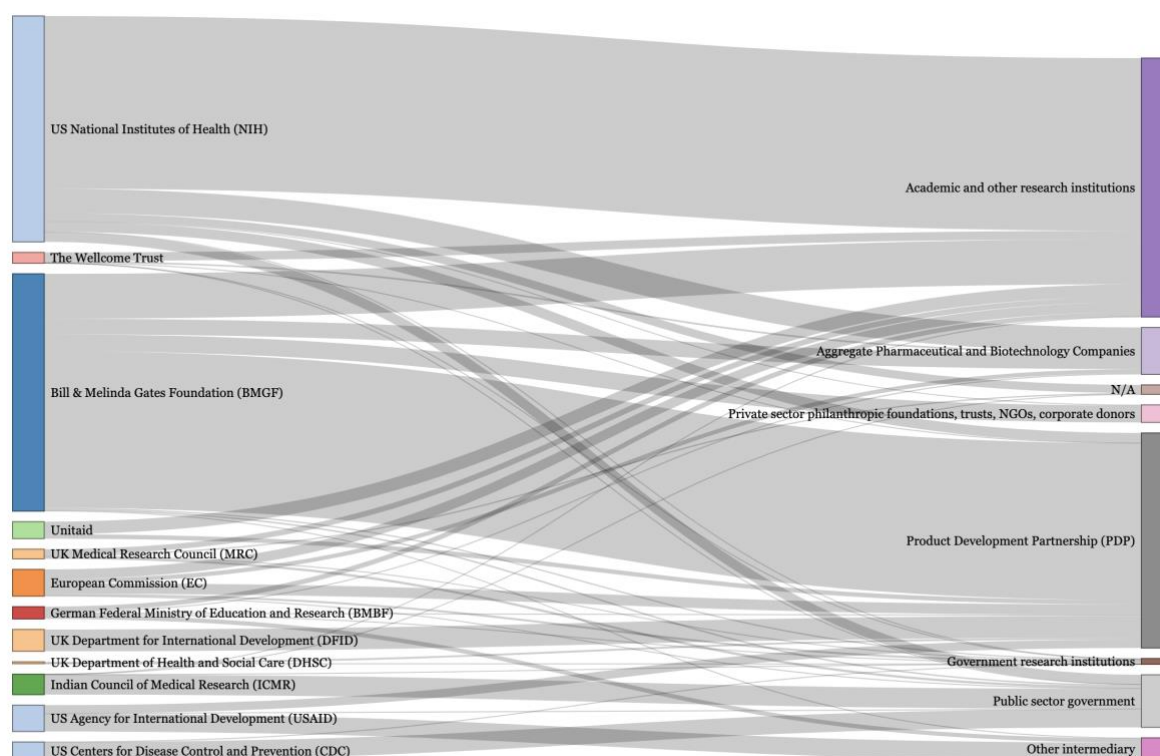 US National Institutes of Health (NIH)
The Wellcome Trust
Bill & Melinda Gates Foundation (BMGF)
Unitaid
UK Medical Research Council (MRC)
European Commission (EC)
German Federal Ministry of Education and Research (BMBF)
UK Department for International Development (DFID)
UK Department of Health and Social Care (DHSC)
Indian Council of Medical Research (ICMR)
US Agency for International Development (USAID)
US Centers for Disease Control and Prevention (CDC)
Academic and other research institutions
Aggregate Pharmaceutical and Biotechnology Companies
N/A
Private sector philanthropic foundations, trusts, NGOs, corporate donors
Product Development Partnership (PDP)
Government research institutions
Public sector government
Other intermediary